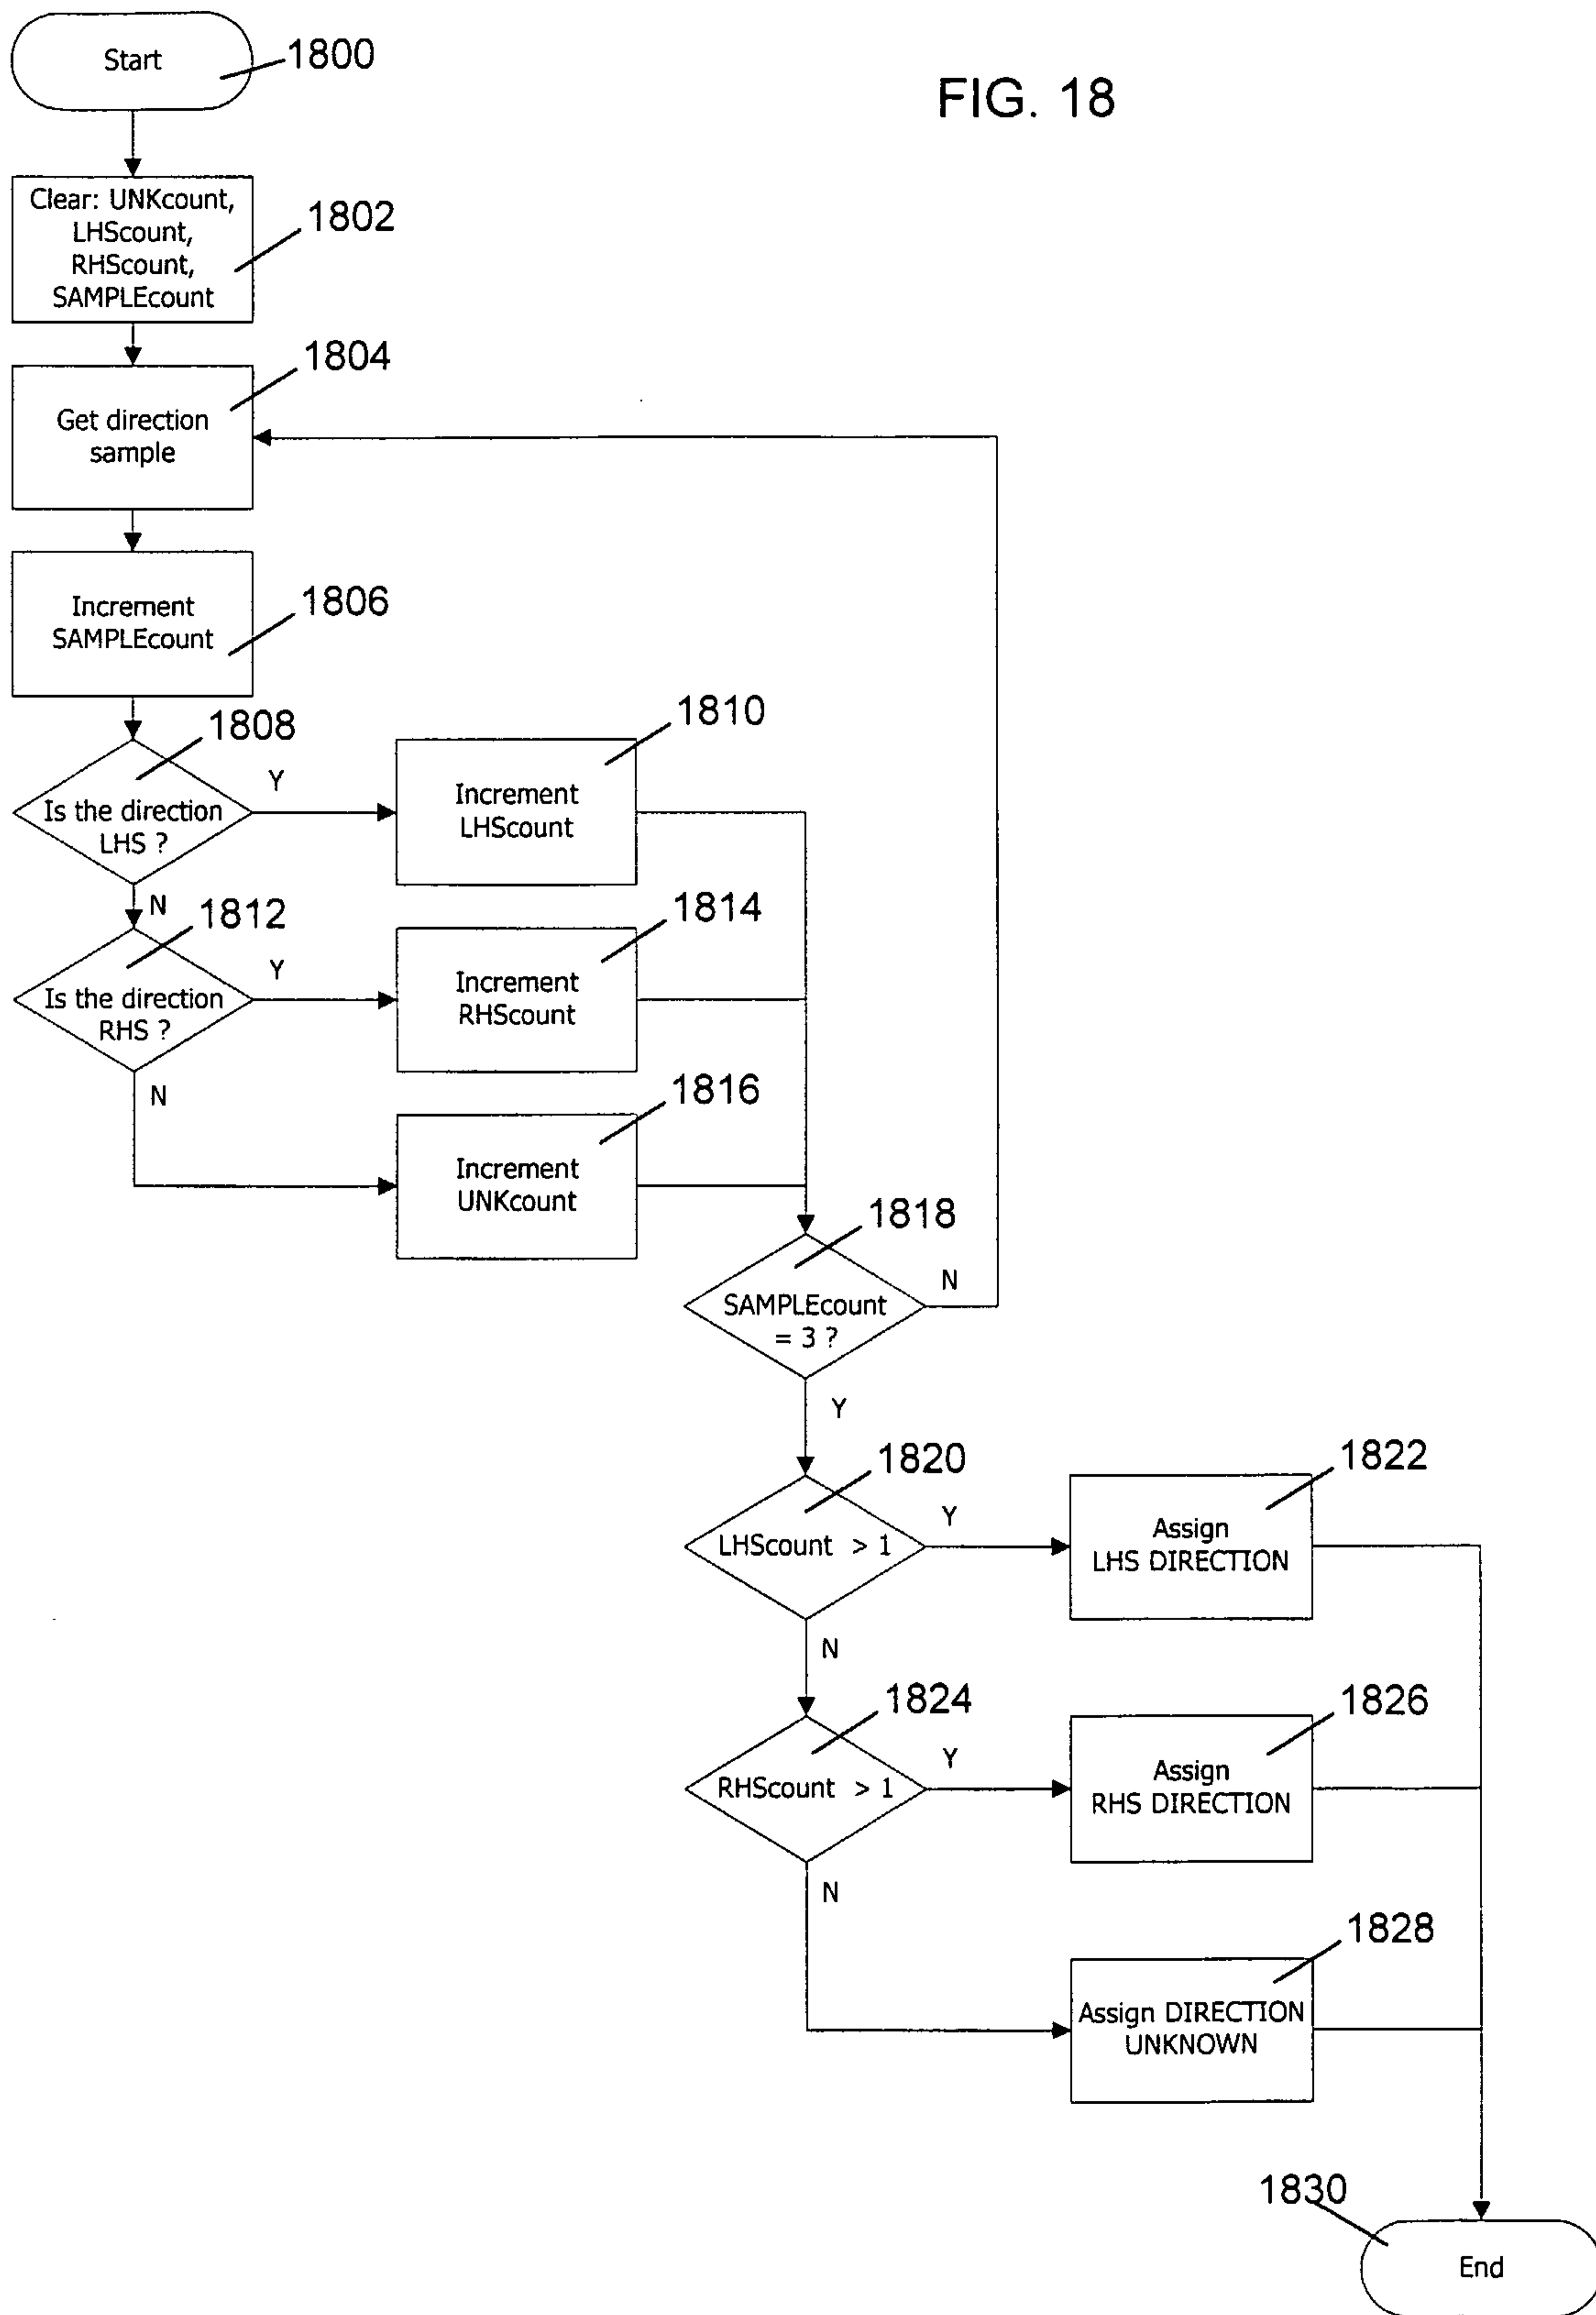 Start
1800
FIG. 18
Clear: UNKcount,
LHScount,
RHScount,
SAMPLEcount
1802
1804
Get direction
sample
Increment
SAMPLEcount
1806
1808
Is the direction
LHS ?
Y
N
1810
Increment
LHScount
1812
Is the direction
RHS ?
Y
N
1814
Increment
RHScount
1816
Increment
UNKcount
1818
SAMPLEcount
= 3 ?
N
Y
1820
LHScount > 1
Y
N
1822
Assign
LHS DIRECTION
1824
RHScount > 1
Y
N
1826
Assign
RHS DIRECTION
1828
Assign DIRECTION
UNKNOWN
1830
End